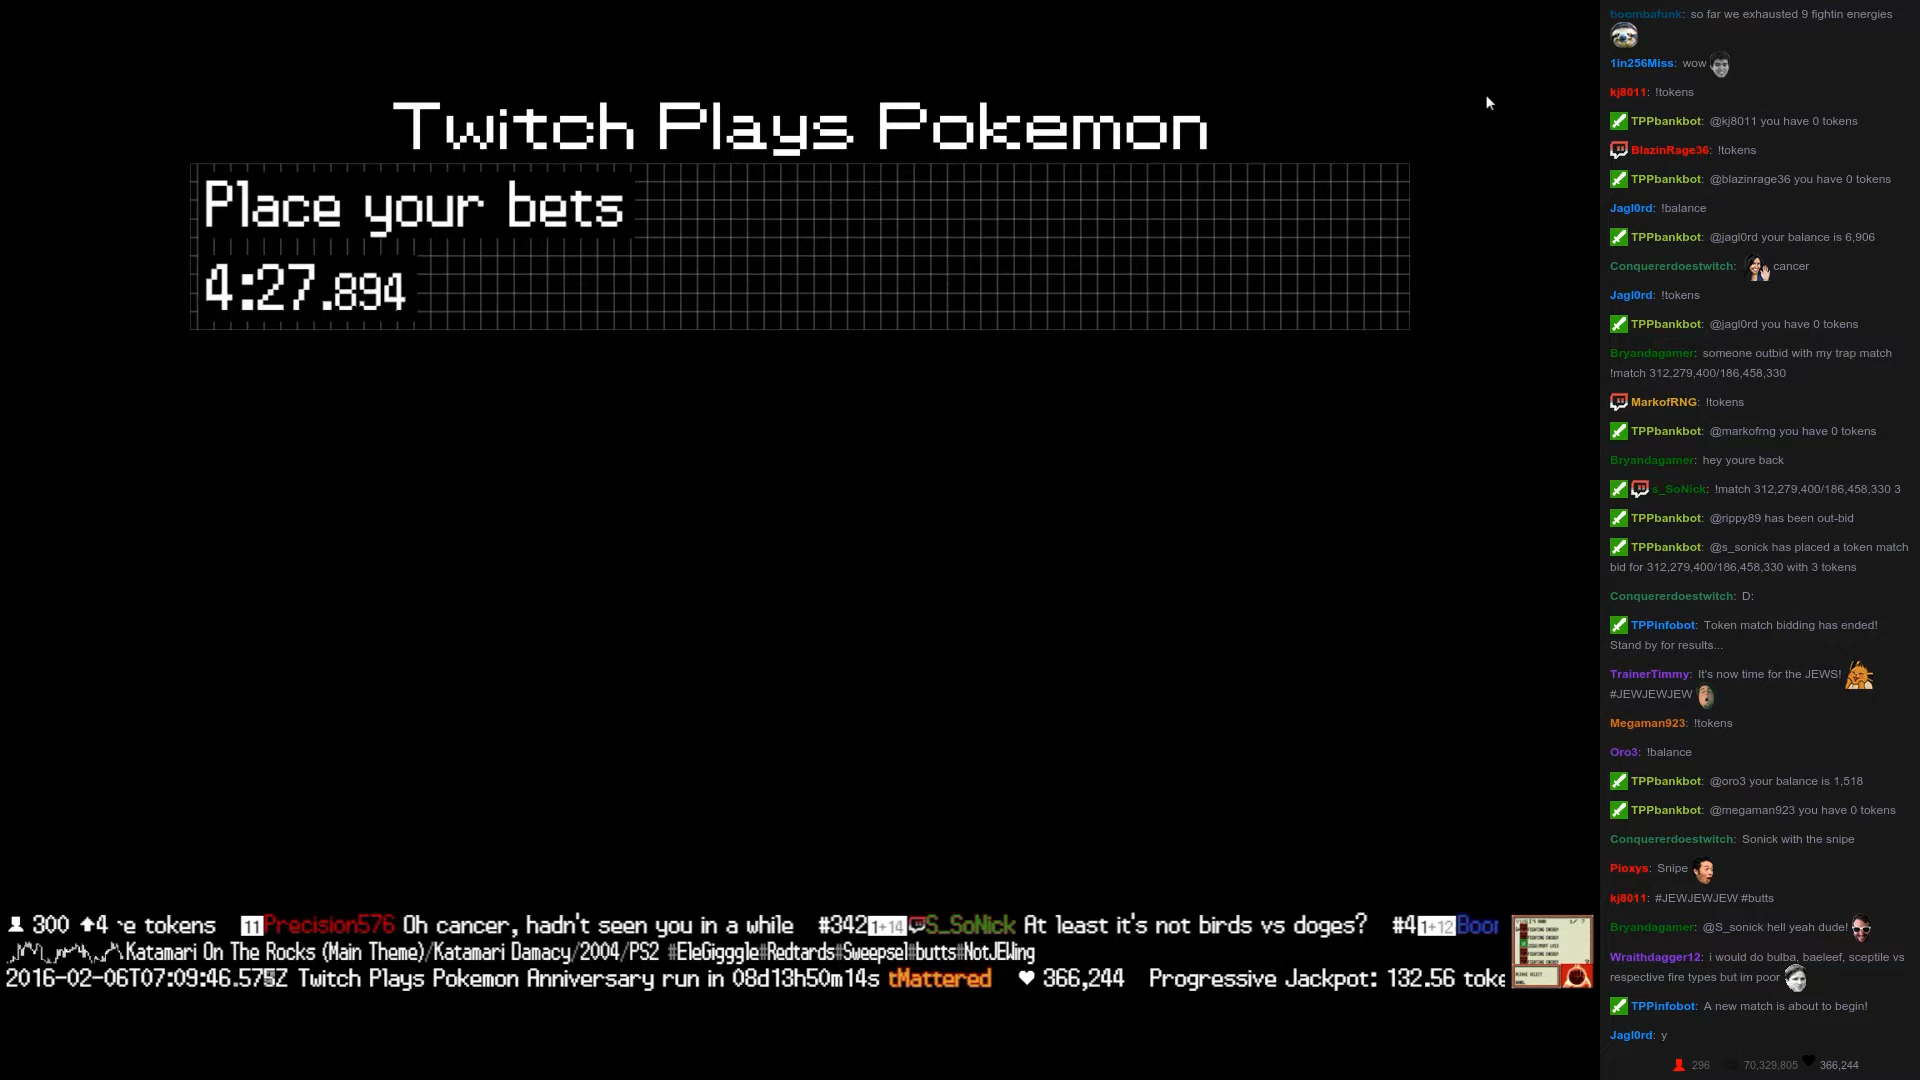 Twitch Plays Pokemon
Place your bets
4:27.894
300 4 e tokens 11 Precision576 Oh cancer, hadn't seen you in a while #342 1+14 S_SoNick At least it's not birds vs doges? #4 1+12 Boor
Katamari On The Rocks (Main Theme)/Katamari Damacy/2004/PS2 #EleGigggle#Redtards#Sweepsel#butts#NotJEWing
2016-02-06T07:09:46.575Z Twitch Plays Pokemon Anniversary run in 08d13h50m14s tMattered 366,244 Progressive Jackpot: 132.56 toke
boombafunk: so far we exhausted 9 fightin energies
1in256Miss: wow
kj8011: !tokens
TPPbankbot: @kj8011 you have 0 tokens
BlazinRage36: !tokens
TPPbankbot: @blazinrage36 you have 0 tokens
Jagl0rd: !balance
TPPbankbot: @jagl0rd your balance is 6,906
Conquererdoestwitch: cancer
Jagl0rd: !tokens
TPPbankbot: @jagl0rd you have 0 tokens
Bryandagamer: someone outbid with my trap match
!match 312,279,400/186,458,330
MarkofRNG: !tokens
TPPbankbot: @markofrng you have 0 tokens
Bryandagamer: hey youre back
s_SoNick: !match 312,279,400/186,458,330 3
TPPbankbot: @rippy89 has been out-bid
TPPbankbot: @s_sonick has placed a token match
bid for 312,279,400/186,458,330 with 3 tokens
Conquererdoestwitch: D:
TPPinfobot: Token match bidding has ended!
Stand by for results...
TrainerTimmy: It's now time for the JEWS!
#JEWJEWJEW
Megaman923: !tokens
Oro3: !balance
TPPbankbot: @oro3 your balance is 1,518
TPPbankbot: @megaman923 you have 0 tokens
Conquererdoestwitch: Sonick with the snipe
Pioxys: Snipe
kj8011: #JEWJEWJEW #butts
Bryandagamer: @S_sonick hell yeah dude!
Wraithdagger12: i would do bulba, baeleef, sceptile vs
respective fire types but im poor
TPPinfobot: A new match is about to begin!
Jagl0rd: y
296 70,329,805 366,244